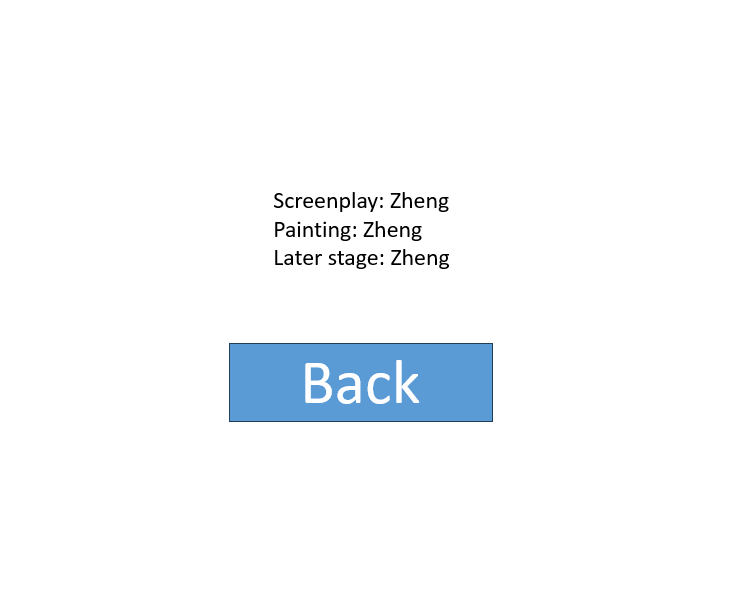 Screenplay: Zheng
Painting: Zheng
Later stage: Zheng
Back